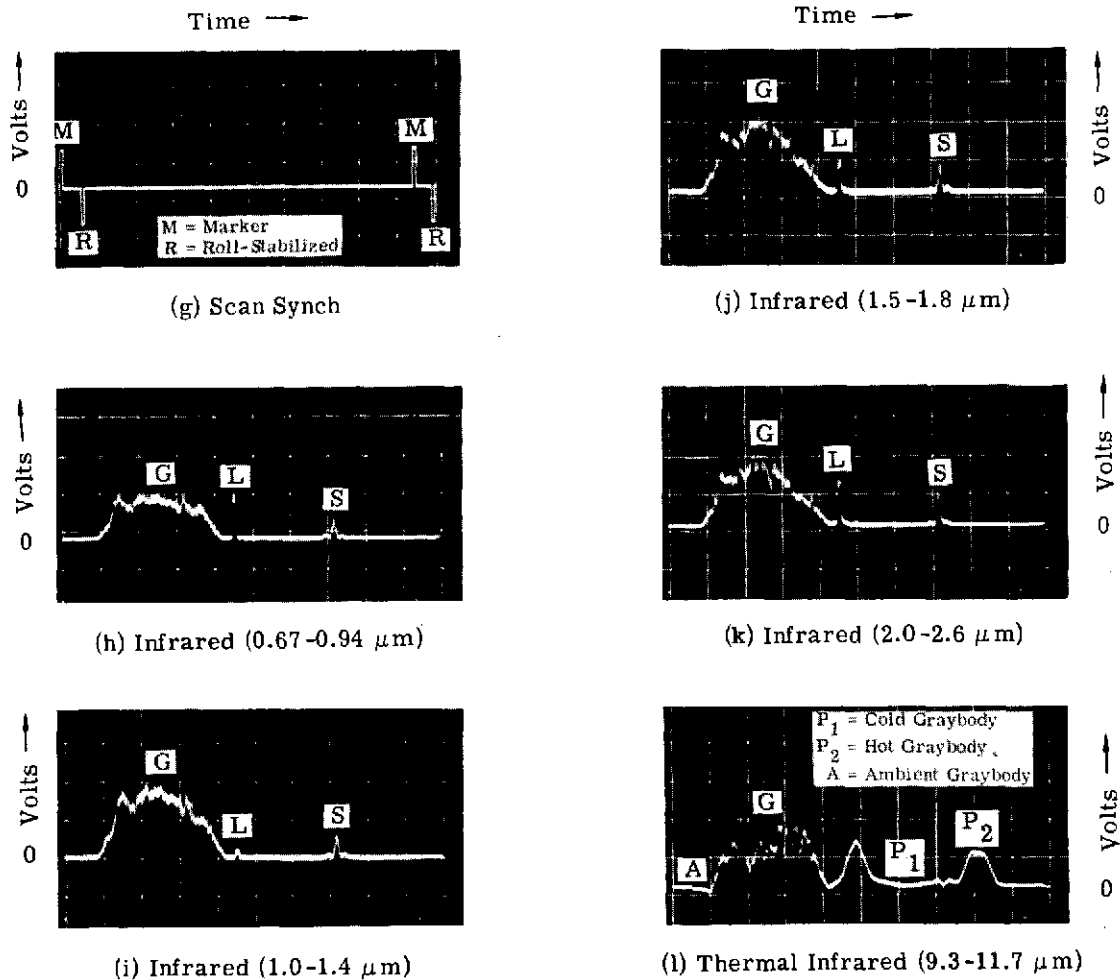 Time →
Volts →
0
M
M
R
R
M = Marker
R = Roll-Stabilized
(g) Scan Synch
Volts →
0
G
L
S
(h) Infrared (0.67-0.94 μm)
Volts →
0
G
L
S
(i) Infrared (1.0-1.4 μm)
Time →
Volts →
0
G
L
S
(j) Infrared (1.5-1.8 μm)
Volts →
0
G
L
S
(k) Infrared (2.0-2.6 μm)
Volts →
0
P₁ = Cold Graybody
P₂ = Hot Graybody
A = Ambient Graybody
G
A
P₁
P₂
(l) Thermal Infrared (9.3-11.7 μm)